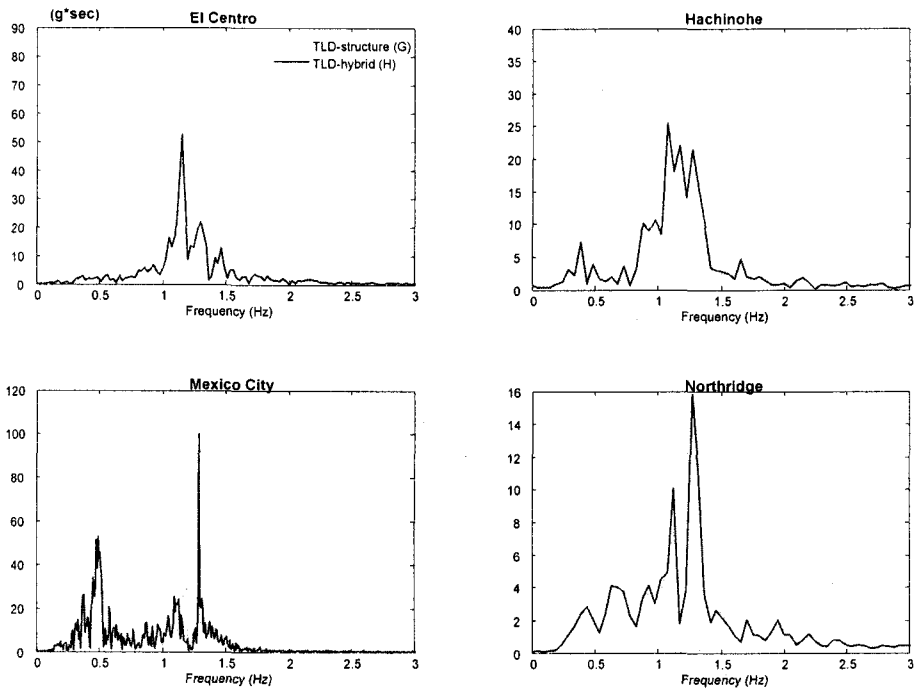 (g*sec)
El Centro
90
80
70
60
50
40
30
20
10
0
TLD-structure (G)
TLD-hybrid (H)
0 0.5 1 1.5 2 2.5 3
Frequency (Hz)
Hachinohe
40
35
30
25
20
15
10
5
0
0 0.5 1 1.5 2 2.5 3
Frequency (Hz)
Mexico City
120
100
80
60
40
20
0
0 0.5 1 1.5 2 2.5 3
Frequency (Hz)
Northridge
16
14
12
10
8
6
4
2
0
0 0.5 1 1.5 2 2.5 3
Frequency (Hz)